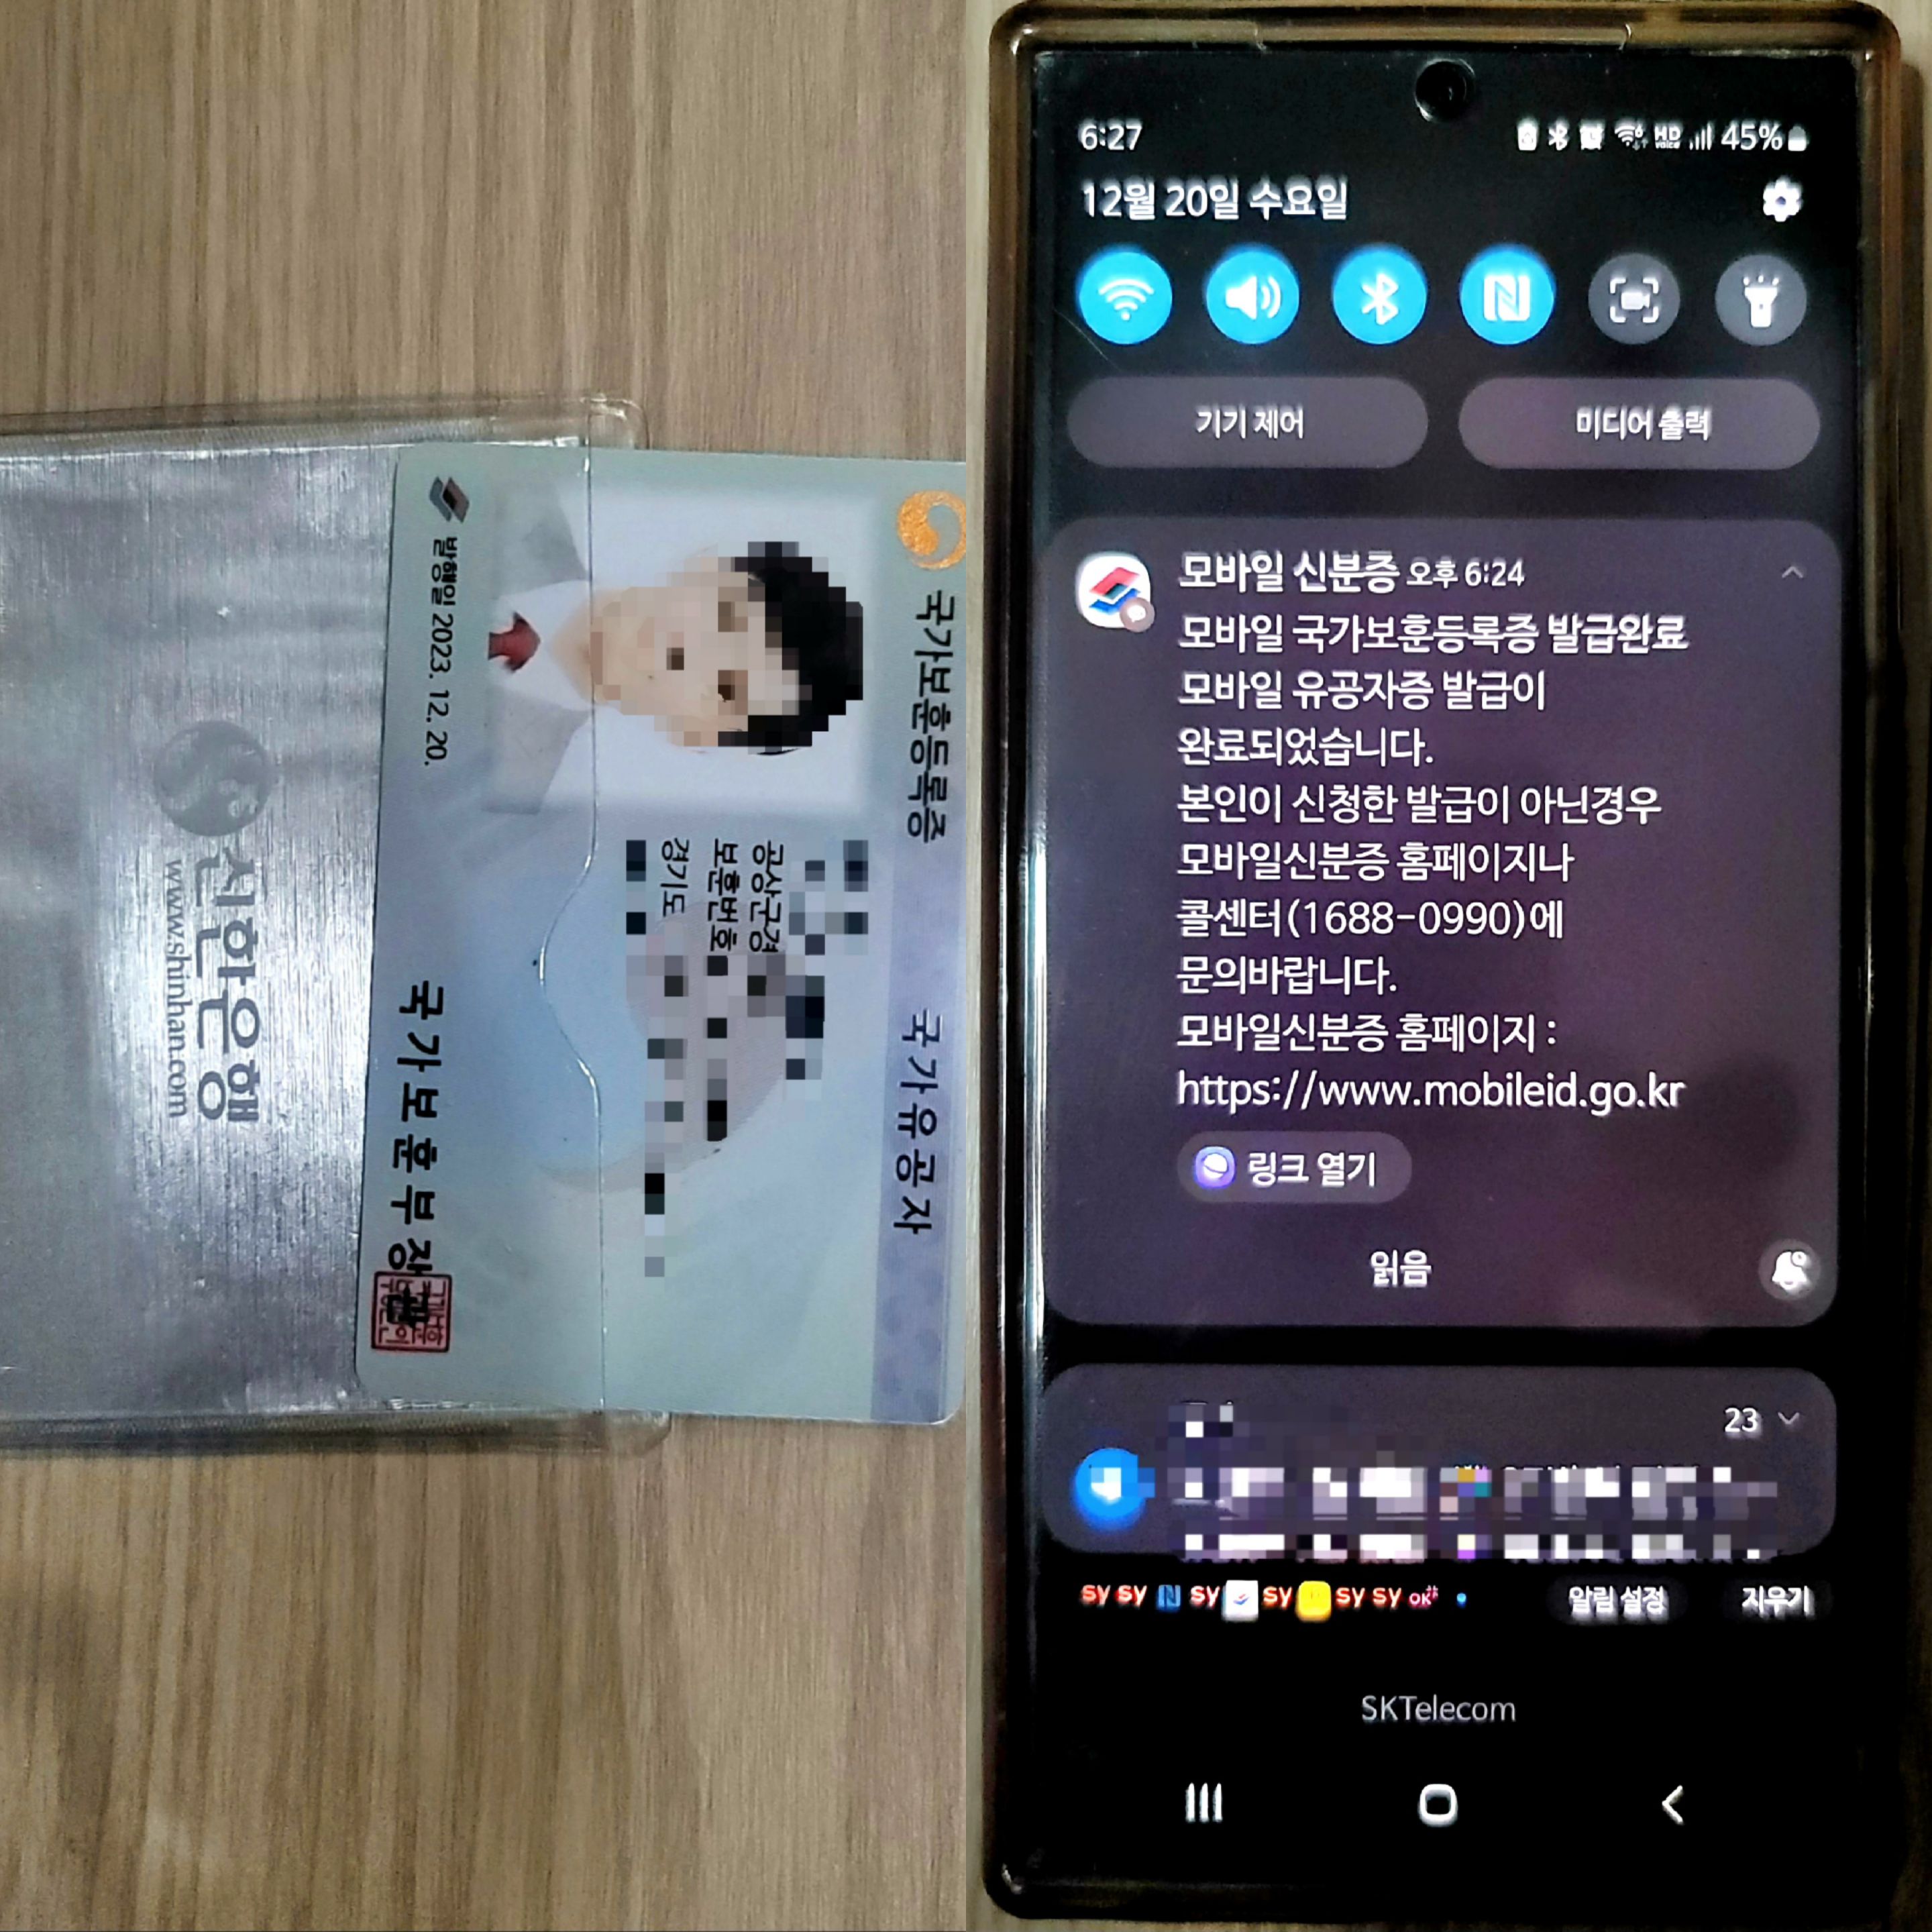 국가보훈등록증
국가유공자
공상군경
보훈번호
경기도
발행일 2023. 12. 20.
국가보훈부장관
신한은행
www.shinhan.com
6:27
HD voice
45%
12월 20일 수요일
기기 제어
미디어 출력
모바일 신분증 오후 6:24
모바일 국가보훈등록증 발급완료
모바일 유공자증 발급이
완료되었습니다.
본인이 신청한 발급이 아닌경우
모바일신분증 홈페이지나
콜센터(1688-0990)에
문의바랍니다.
모바일신분증 홈페이지 :
https://www.mobileid.go.kr
링크 열기
읽음
23
sy sy sy sy sy sy OK
알림 설정
지우기
SKTelecom